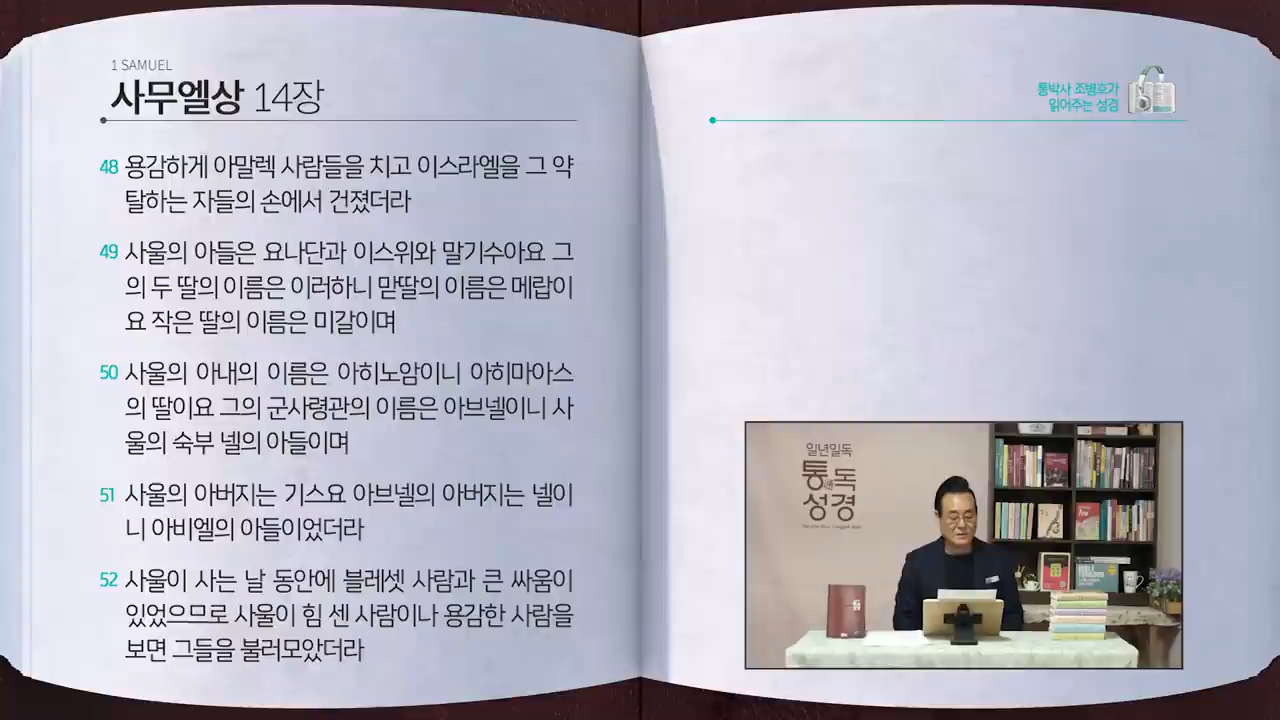 1 SAMUEL
사무엘상 14장
48 용감하게 아말렉 사람들을 치고 이스라엘을 그 약
탈하는 자들의 손에서 건졌더라
49 사울의 아들은 요나단과 이스위와 말기수아요 그
의 두 딸의 이름은 이러하니 맏딸의 이름은 메랍이
요 작은 딸의 이름은 미갈이며
50 사울의 아내의 이름은 아히노암이니 아히마아스
의 딸이요 그의 군사령관의 이름은 아브넬이니 사
울의 숙부 넬의 아들이며
51 사울의 아버지는 기스요 아브넬의 아버지는 넬이
니 아비엘의 아들이었더라
52 사울이 사는 날 동안에 블레셋 사람과 큰 싸움이
있었으므로 사울이 힘 센 사람이나 용감한 사람을
보면 그들을 불러모았더라
통박사 조병호가
읽어주는 성경
일년일독
통독
성경